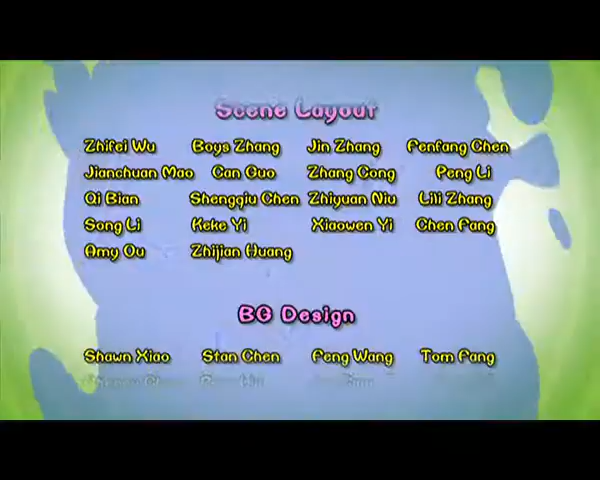 Scene Layout
Zhifei Wu Boys Zhang Jin Zhang Fenfang Chen
Jianchuan Mao Can Guo Zhang Cong Peng Li
Qi Bian Shengqiu Chen Zhiyuan Niu Lili Zhang
Song Li Keke Yi Xiaowen Yi Chen Fang
Amy Ou Zhijian Huang
BG Design
Shawn Xiao Stan Chen Feng Wang Tom Fang